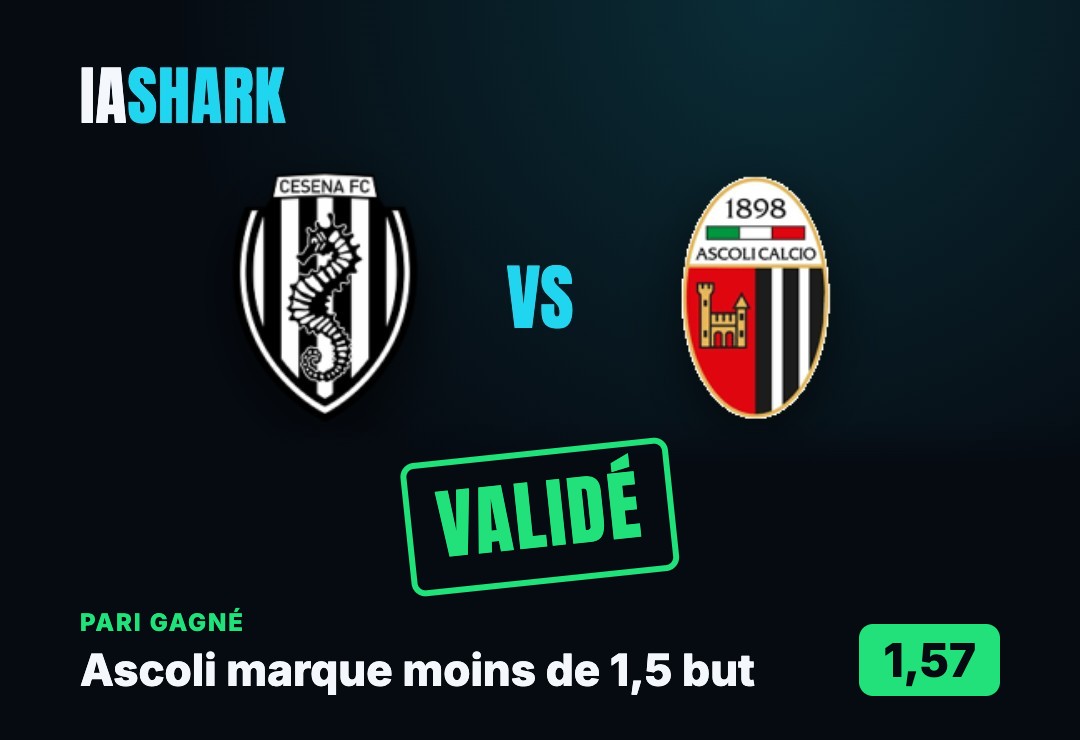 IASHARK
CESENA FC
1898
ASCOLI CALCIO
VS
VALIDÉ
PARI GAGNÉ
Ascoli marque moins de 1,5 but
1,57